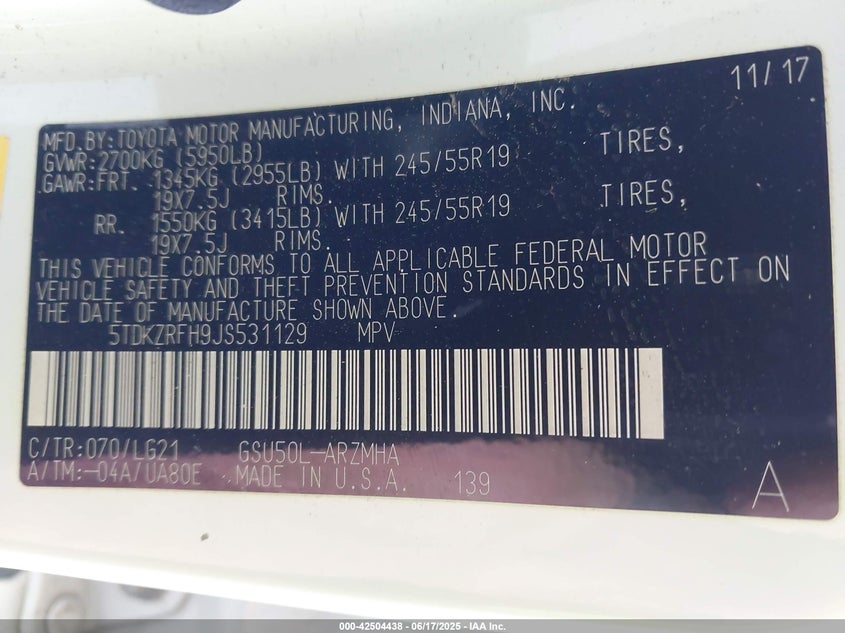 11/17
MFD.BY:TOYOTA MOTOR MANUFACTURING, INDIANA, INC.
GVWR:2700KG (5950LB)
GAWR:FRT. 1345KG (2955LB) WITH 245/55R19 TIRES,
19X7.5J RIMS.
RR. 1550KG (3415LB) WITH 245/55R19 TIRES,
19X7.5J RIMS.
THIS VEHICLE CONFORMS TO ALL APPLICABLE FEDERAL MOTOR
VEHICLE SAFETY AND THEFT PREVENTION STANDARDS IN EFFECT ON
THE DATE OF MANUFACTURE SHOWN ABOVE.
5TDKZRFH9JS531129 MPV
C/TR:070/LG21 GSU50L-ARZMHA
A/TM:-04A/UA80E MADE IN U.S.A. 139
A
000-42504438 - 06/17/2025 - IAA Inc.